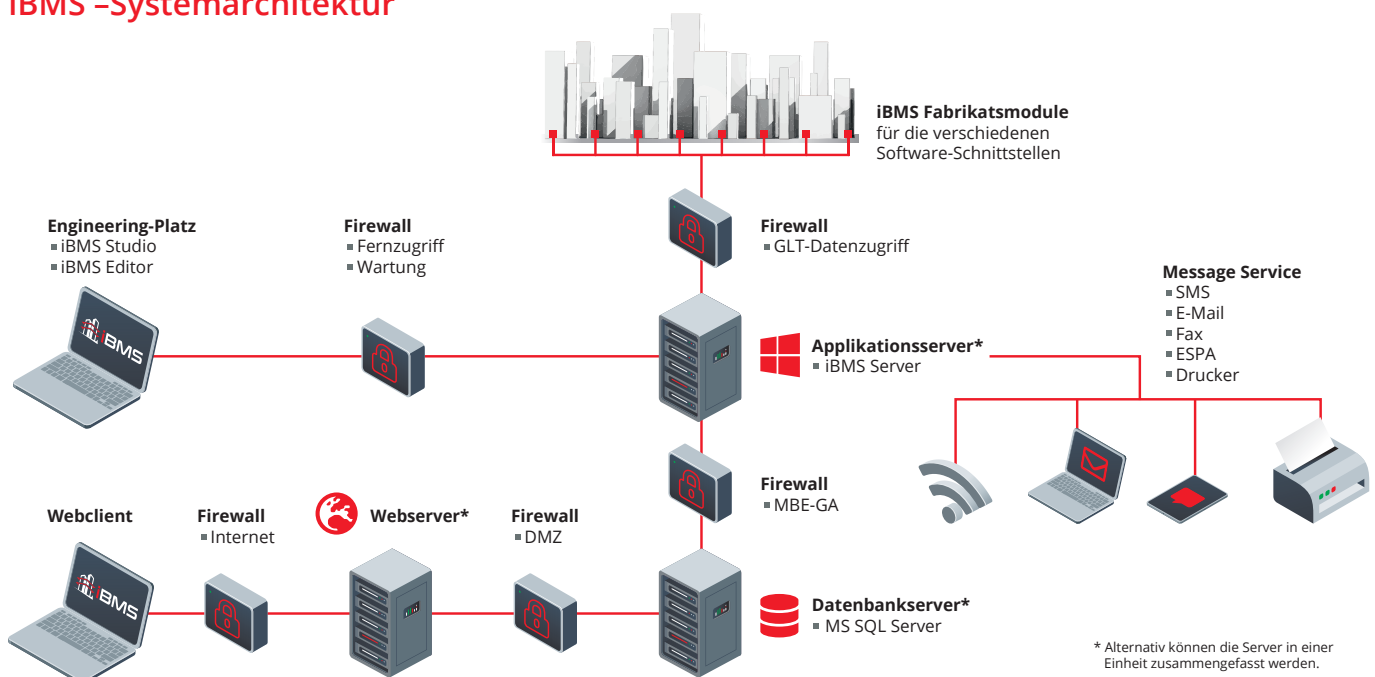 iBMS –Systemarchitektur
iBMS Fabrikatsmodule
für die verschiedenen
Software-Schnittstellen
Engineering-Platz
▪ iBMS Studio
▪ iBMS Editor
Firewall
▪ Fernzugriff
▪ Wartung
Firewall
▪ GLT-Datenzugriff
Message Service
▪ SMS
▪ E-Mail
▪ Fax
▪ ESPA
▪ Drucker
iBMS
Applikationsserver*
▪ iBMS Server
Firewall
▪ MBE-GA
Webclient
Firewall
▪ Internet
Webserver*
Firewall
▪ DMZ
iBMS
Datenbankserver*
▪ MS SQL Server
* Alternativ können die Server in einer
Einheit zusammengefasst werden.